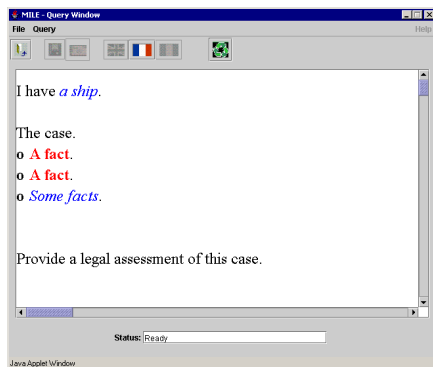 MILE - Query Window
File Query Help
I have a ship.
The case.
o A fact.
o A fact.
o Some facts.
Provide a legal assessment of this case.
Status: Ready
Java Applet Window